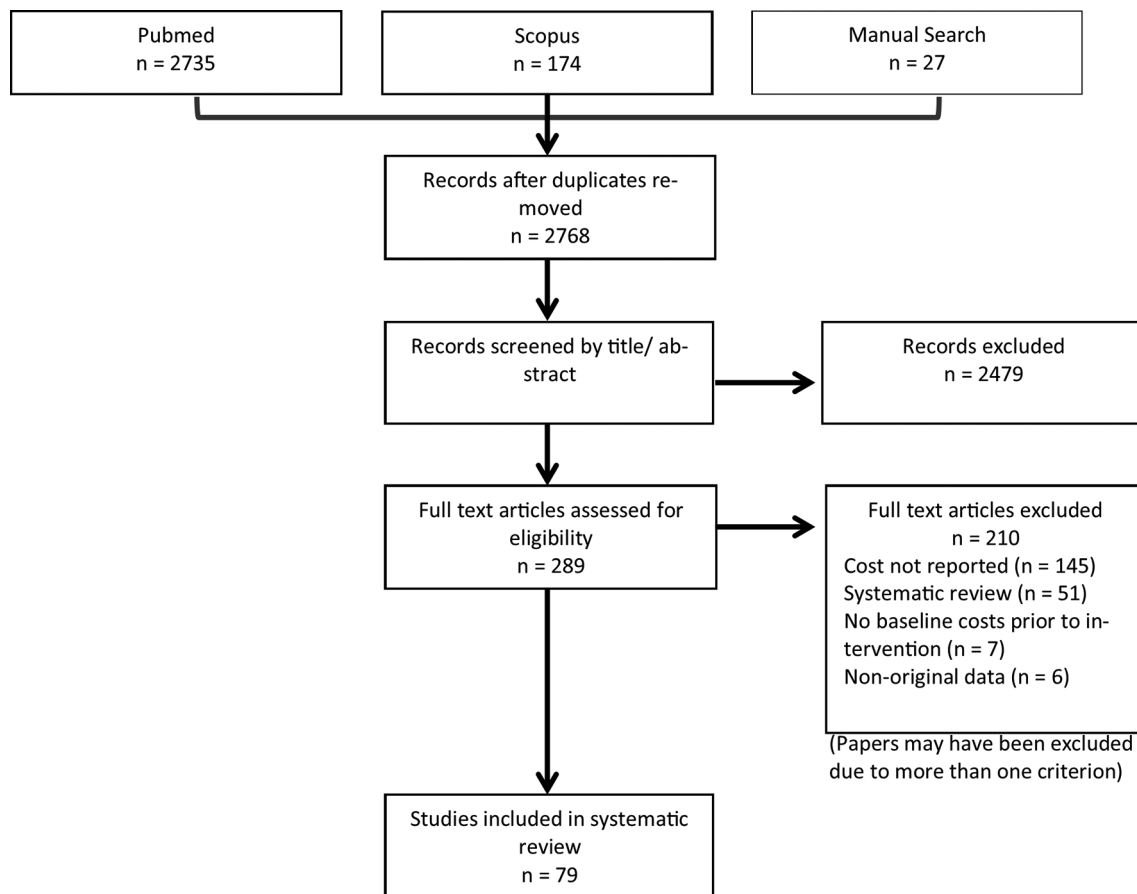 Pubmed
n = 2735
Scopus
n = 174
Manual Search
n = 27
Records after duplicates re-
moved
n = 2768
Records screened by title/ ab-
stract
Records excluded
n = 2479
Full text articles assessed for
eligibility
n = 289
Full text articles excluded
n = 210
Cost not reported (n = 145)
Systematic review (n = 51)
No baseline costs prior to in-
tervention (n = 7)
Non-original data (n = 6)
(Papers may have been excluded
due to more than one criterion)
Studies included in systematic
review
n = 79